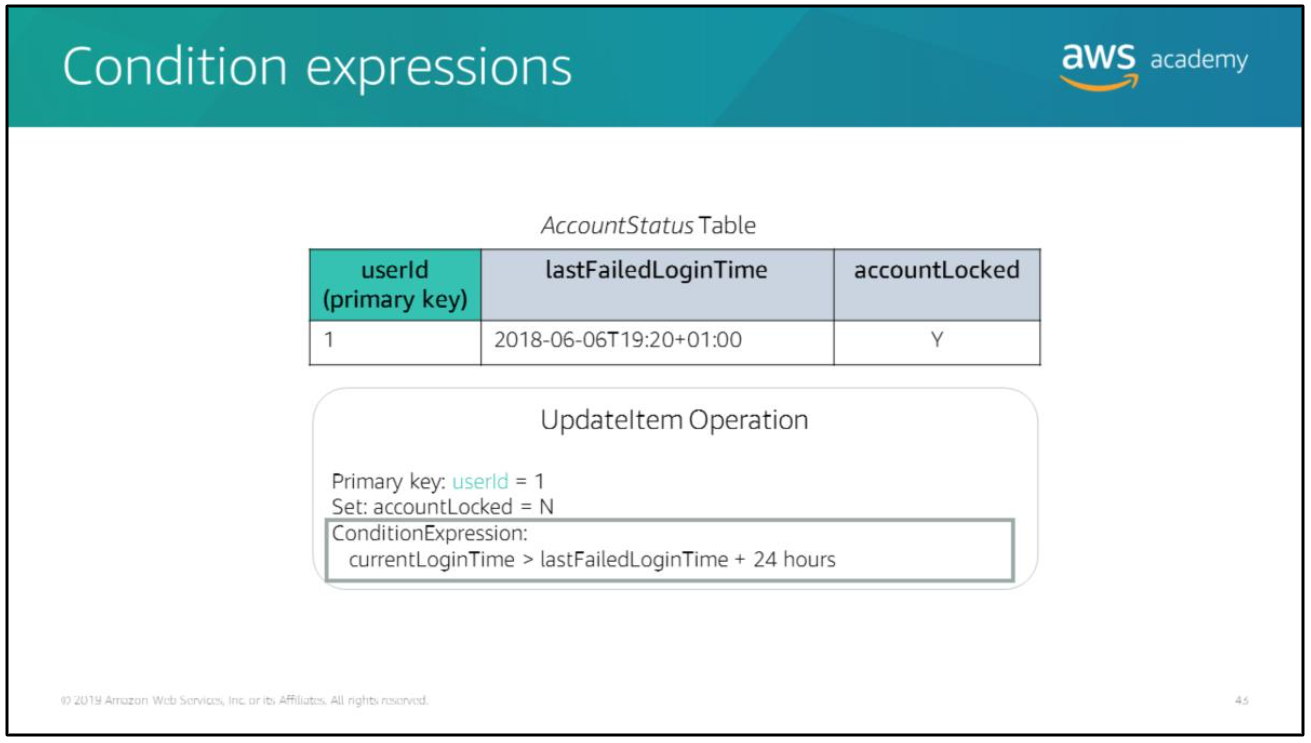 Condition expressions
aws academy
AccountStatus Table
userId
(primary key)
lastFailedLoginTime
accountLocked
1
2018-06-06T19:20+01:00
Y
UpdateItem Operation
Primary key: userId = 1
Set: accountLocked = N
ConditionExpression:
currentLoginTime > lastFailedLoginTime + 24 hours
© 2019 Amazon Web Services, Inc. or its Affiliates. All rights reserved.
43